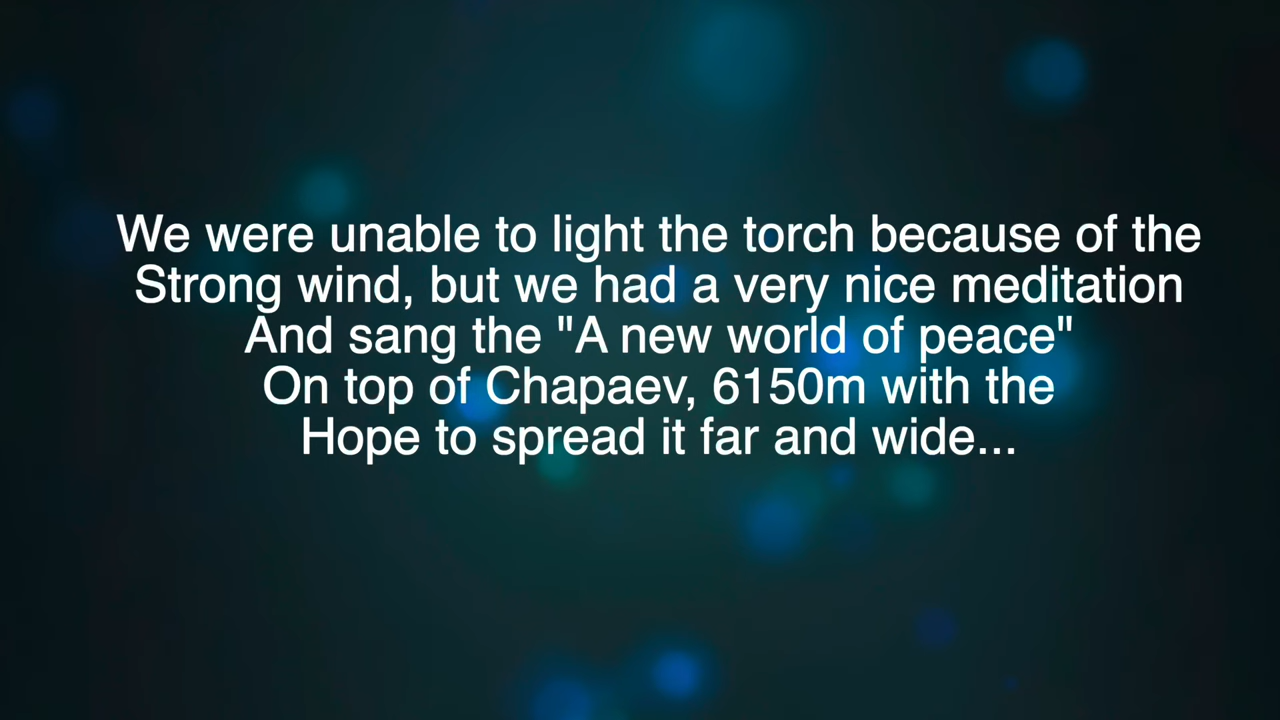 We were unable to light the torch because of the
Strong wind, but we had a very nice meditation
And sang the "A new world of peace"
On top of Chapaev, 6150m with the
Hope to spread it far and wide...